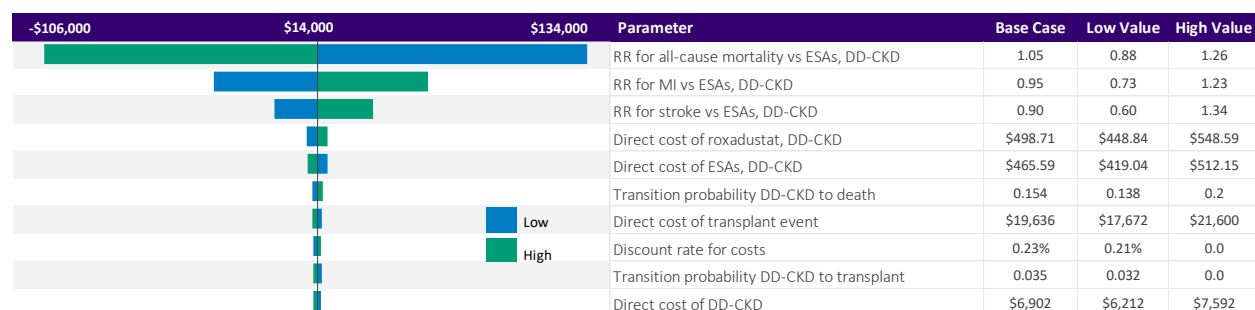 -$106,000 $14,000 $134,000 Parameter Base Case Low Value High Value
RR for all-cause mortality vs ESAs, DD-CKD 1.05 0.88 1.26
RR for MI vs ESAs, DD-CKD 0.95 0.73 1.23
RR for stroke vs ESAs, DD-CKD 0.90 0.60 1.34
Direct cost of roxadustat, DD-CKD $498.71 $448.84 $548.59
Direct cost of ESAs, DD-CKD $465.59 $419.04 $512.15
Transition probability DD-CKD to death 0.154 0.138 0.2
Low Direct cost of transplant event $19,636 $17,672 $21,600
High Discount rate for costs 0.23% 0.21% 0.0
Transition probability DD-CKD to transplant 0.035 0.032 0.0
Direct cost of DD-CKD $6,902 $6,212 $7,592